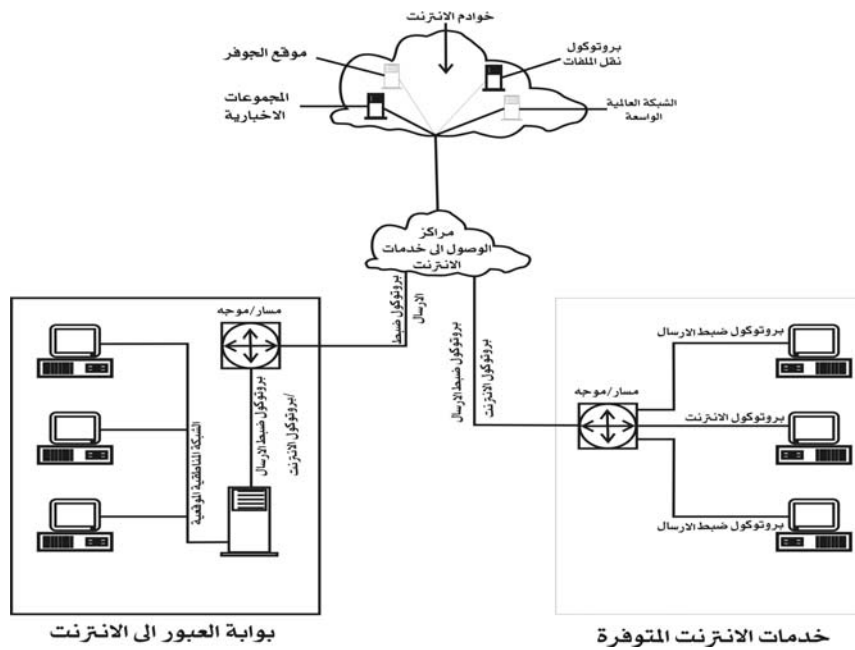 خوادم الانترنت
موقع الجوفر
بروتوكول
نقل الملفات
المجموعات
الاخبارية
الشبكة العالمية
الواسعة
مراكز
الوصول الى خدمات
الانترنت
بروتوكول ضبط
الارسال
بروتوكول ضبط الارسال
بروتوكول الانترنت
مسار/موجه
بروتوكول ضبط الارسال
/بروتوكول الانترنت
الشبكة المناطقية الموقعية
مسار/موجه
بروتوكول ضبط الارسال
بروتوكول الانترنت
بروتوكول ضبط الارسال
بوابة العبور الى الانترنت
خدمات الانترنت المتوفرة